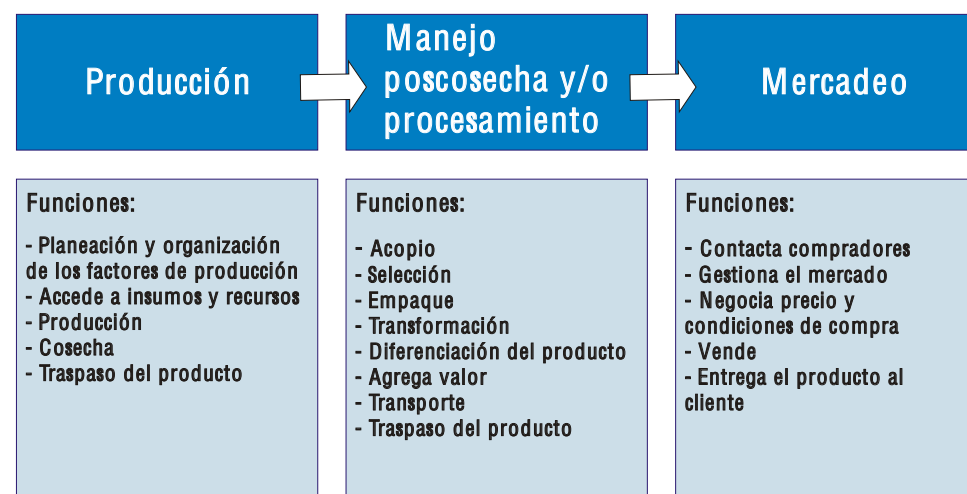 Producción
Manejo
poscosecha y/o
procesamiento
Mercadeo
Funciones:
- Planeación y organización
de los factores de producción
- Accede a insumos y recursos
- Producción
- Cosecha
- Traspaso del producto
Funciones:
- Acopio
- Selección
- Empaque
- Transformación
- Diferenciación del producto
- Agrega valor
- Transporte
- Traspaso del producto
Funciones:
- Contacta compradores
- Gestiona el mercado
- Negocia precio y
condiciones de compra
- Vende
- Entrega el producto al
cliente